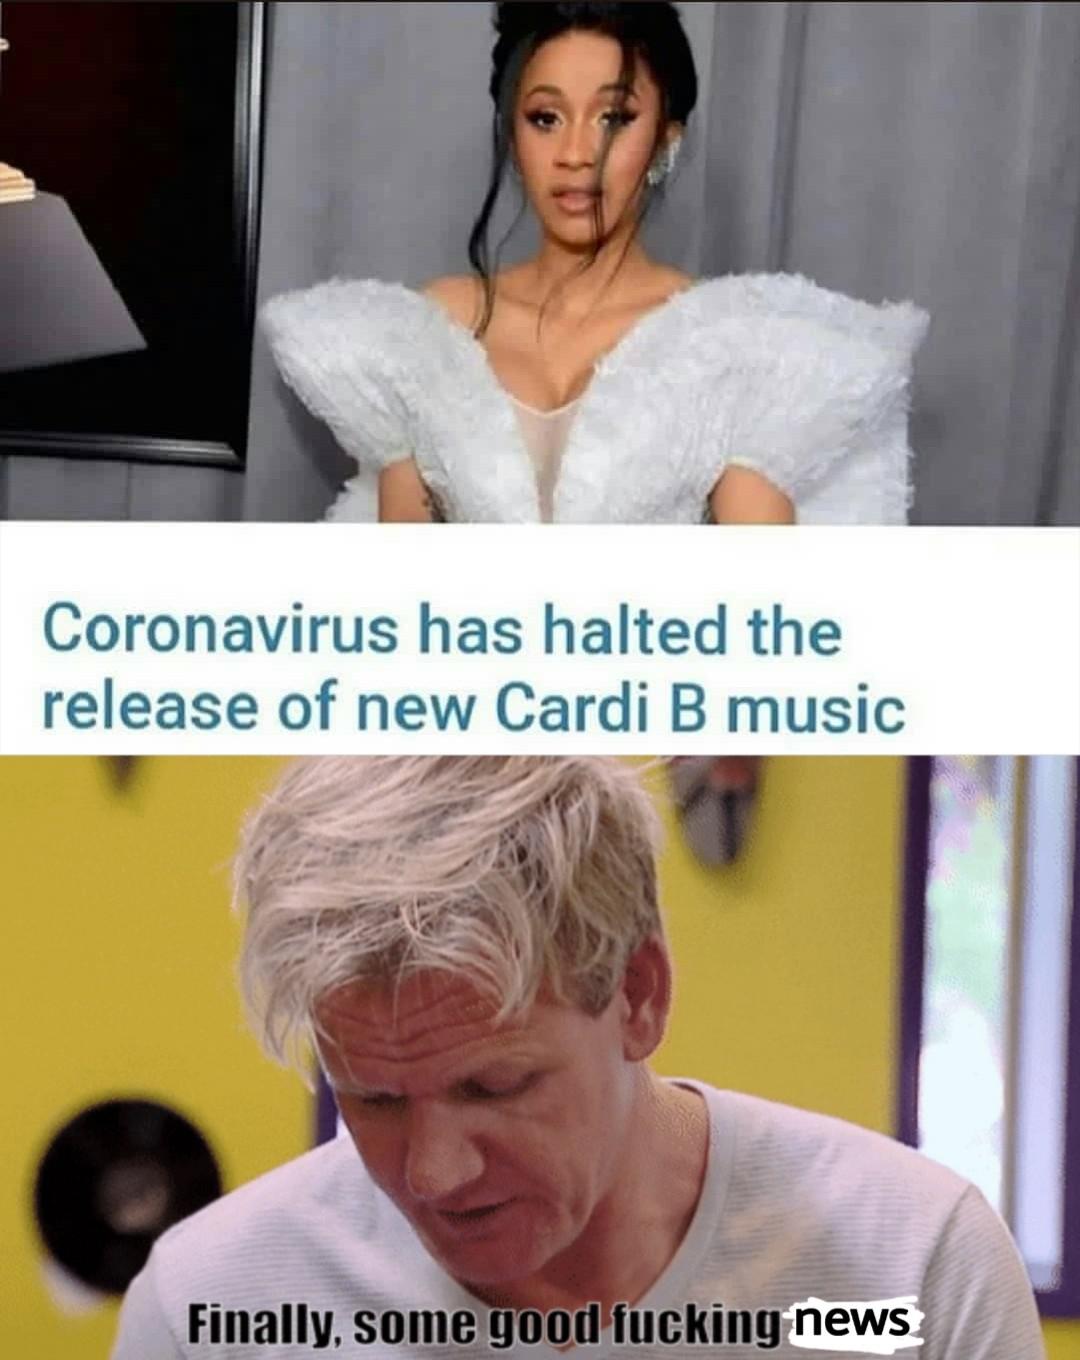 Coronavirus has halted the
release of new Cardi B music
Finally, some good fucking news